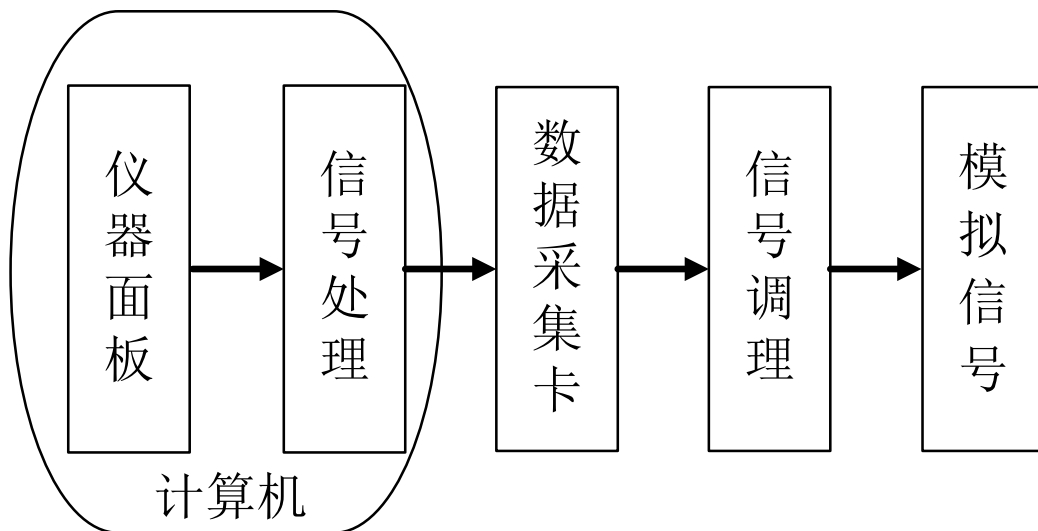 仪器面板
信号处理
数据采集卡
信号调理
模拟信号
计算机